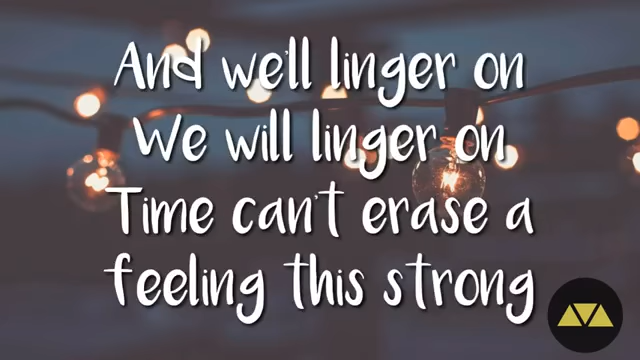 And we'll linger on
We will linger on
Time can't erase a
feeling this strong